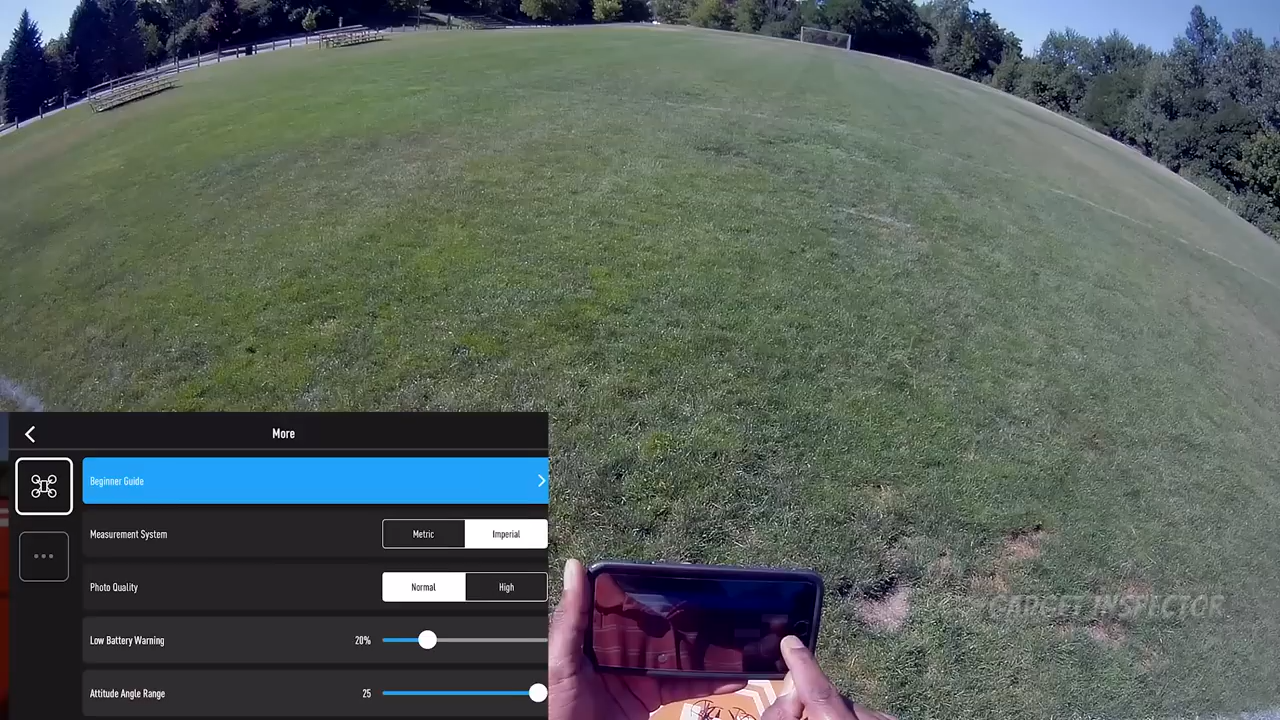 More
Beginner Guide
Measurement System Metric Imperial
Photo Quality Normal High
Low Battery Warning 20%
Attitude Angle Range 25
GADGET INSPECTOR